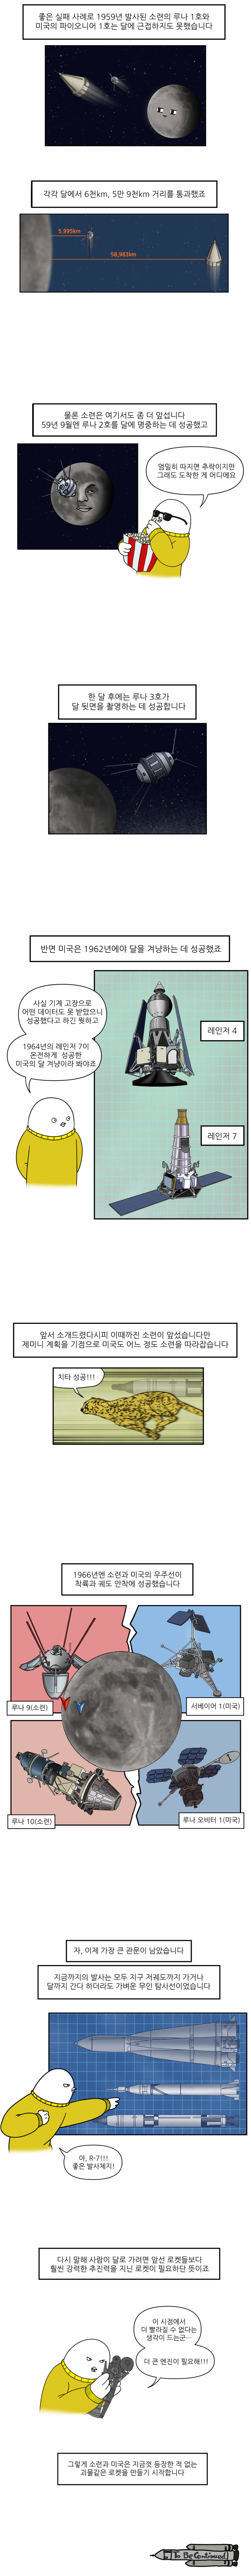 좋은 실패 사례로 1959년 발사된 소련의 루나 1호와
미국의 파이오니어 1호는 달에 근접하지도 못했습니다
각각 달에서 6천km, 5만 9천km 거리를 통과했죠
5,995km
58,983km
물론 소련은 여기서도 좀 더 앞섭니다
59년 9월엔 루나 2호를 달에 명중하는 데 성공했고
엄밀히 따지면 추락이지만
그래도 도착한 게 어디에요
한 달 후에는 루나 3호가
달 뒷면을 촬영하는 데 성공합니다
반면 미국은 1962년에야 달을 겨냥하는 데 성공했죠
사실 기계 고장으로
어떤 데이터도 못 받았으니
성공했다고 하긴 뭣하고
1964년의 레인저 7이
온전하게 성공한
미국의 달 겨냥이라 봐야죠
레인저 4
레인저 7
앞서 소개드렸다시피 이때까진 소련이 앞섰습니다만
제미니 계획을 기점으로 미국도 어느 정도 소련을 따라잡습니다
치타 성공!!!
1966년엔 소련과 미국의 우주선이
착륙과 궤도 안착에 성공했습니다
루나 9(소련)
서베이어 1(미국)
루나 10(소련)
루나 오비터 1(미국)
자, 이제 가장 큰 관문이 남았습니다
지금까지의 발사는 모두 지구 저궤도까지 가거나
달까지 간다 하더라도 가벼운 무인 탐사선이었습니다
아, R-7!!!
좋은 발사체지!
다시 말해 사람이 달로 가려면 앞선 로켓들보다
훨씬 강력한 추진력을 지닌 로켓이 필요하단 뜻이죠
이 시점에서
더 빨라질 수 없다는
생각이 드는군…
더 큰 엔진이 필요해!!!
그렇게 소련과 미국은 지금껏 등장한 적 없는
괴물같은 로켓을 만들기 시작합니다
To Be Continued